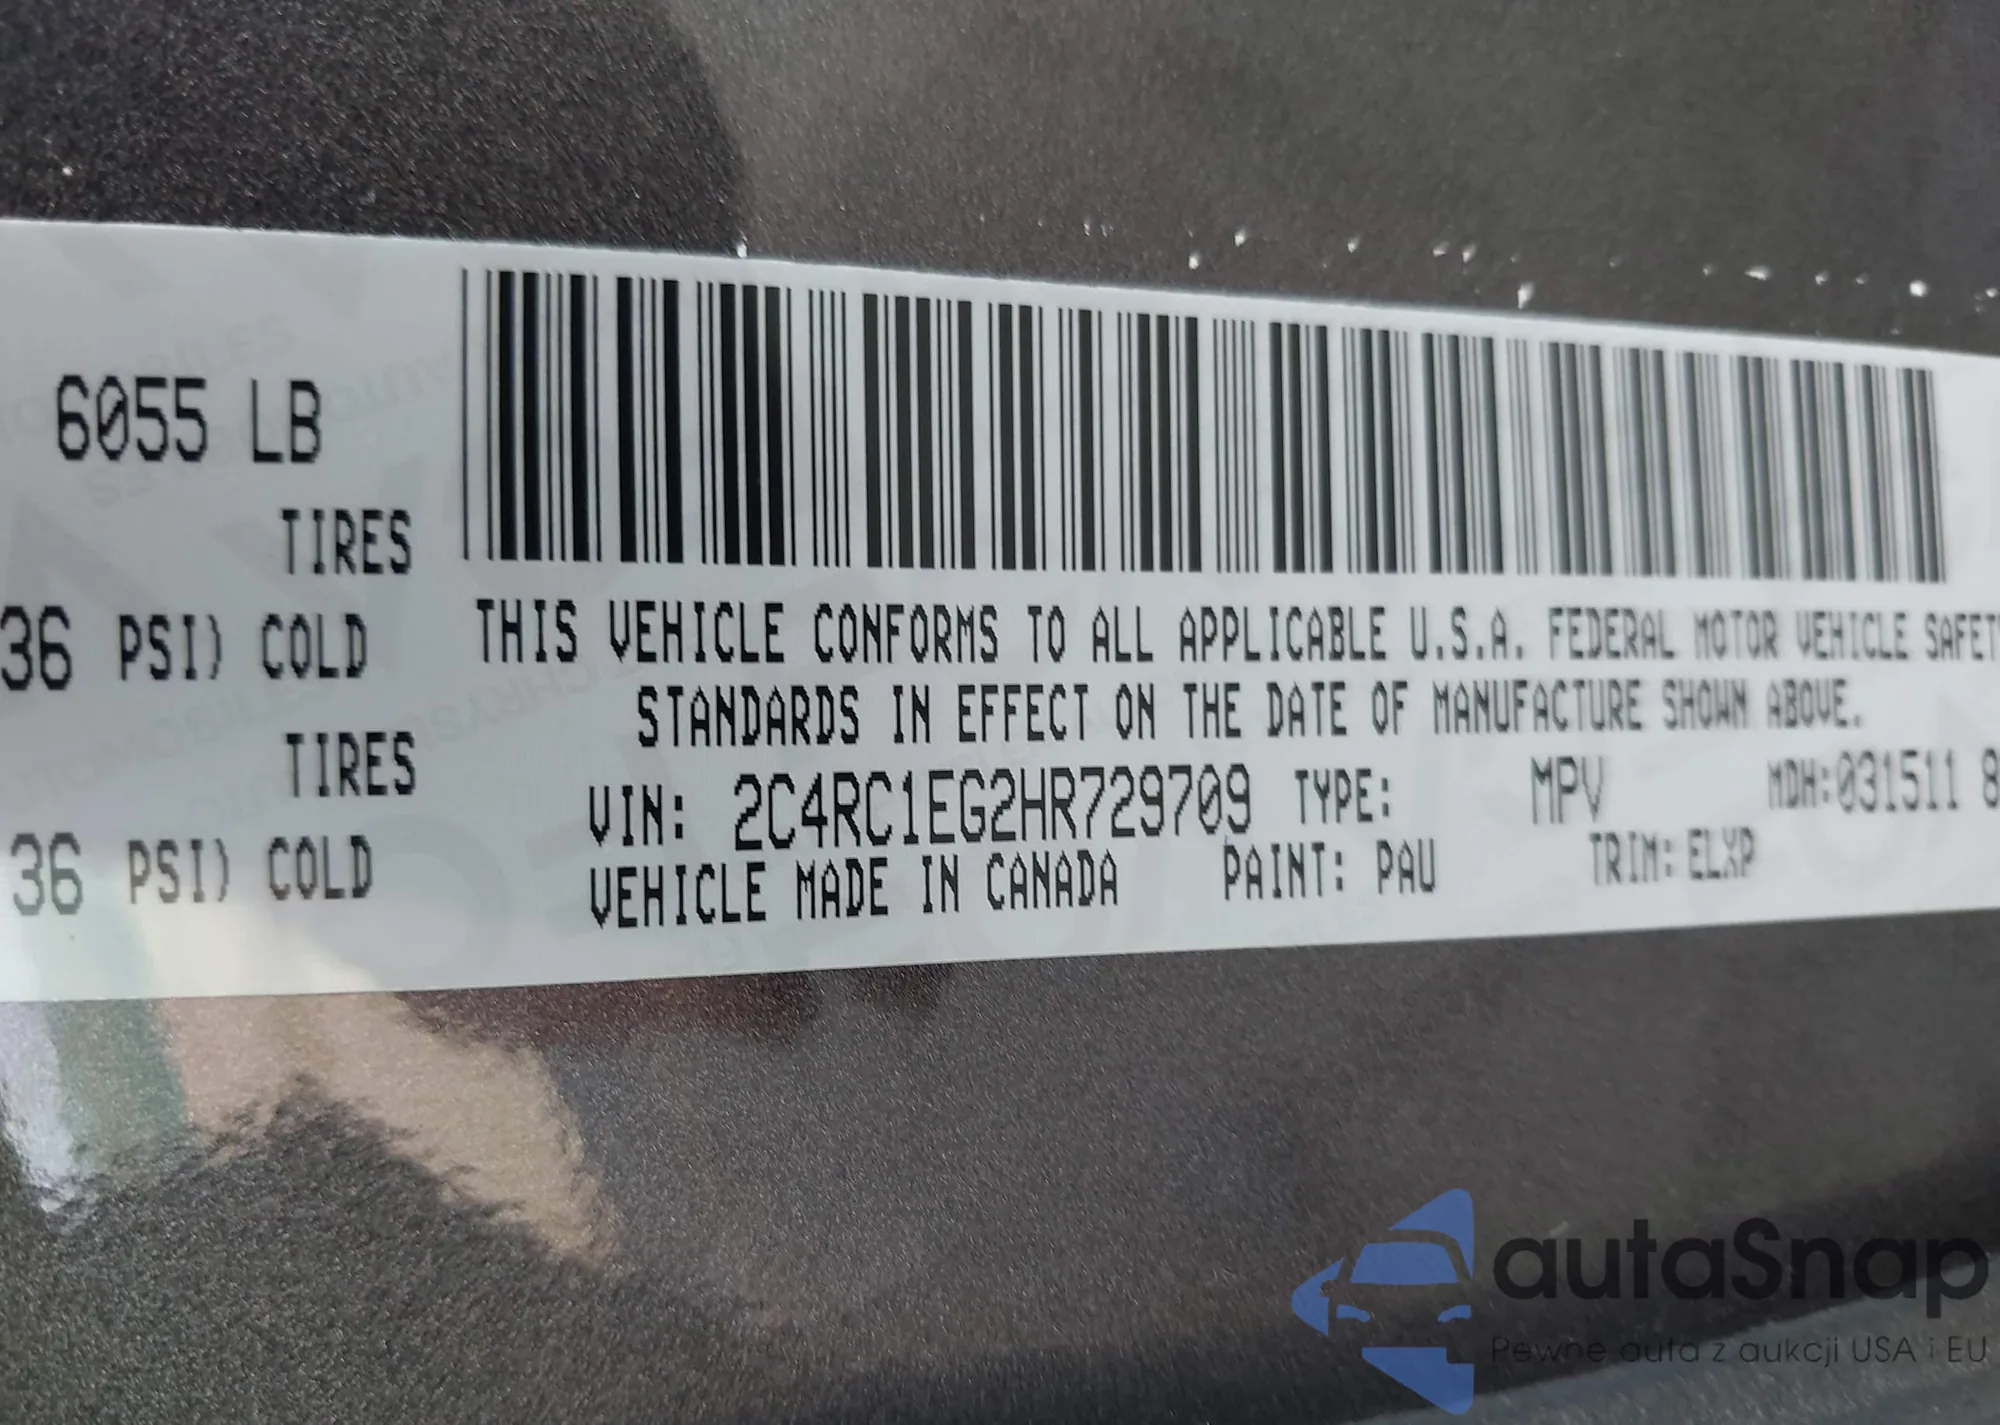 6055 LB
TIRES
36 PSI) COLD
TIRES
36 PSI) COLD
THIS VEHICLE CONFORMS TO ALL APPLICABLE U.S.A. FEDERAL MOTOR VEHICLE SAFETY
STANDARDS IN EFFECT ON THE DATE OF MANUFACTURE SHOWN ABOVE.
VIN: 2C4RC1EG2HR729709 TYPE: MPV MDH:031511 8
VEHICLE MADE IN CANADA PAINT: PAU TRIM: ELXP
autaSnap
Pewne auta z aukcji USA i EU